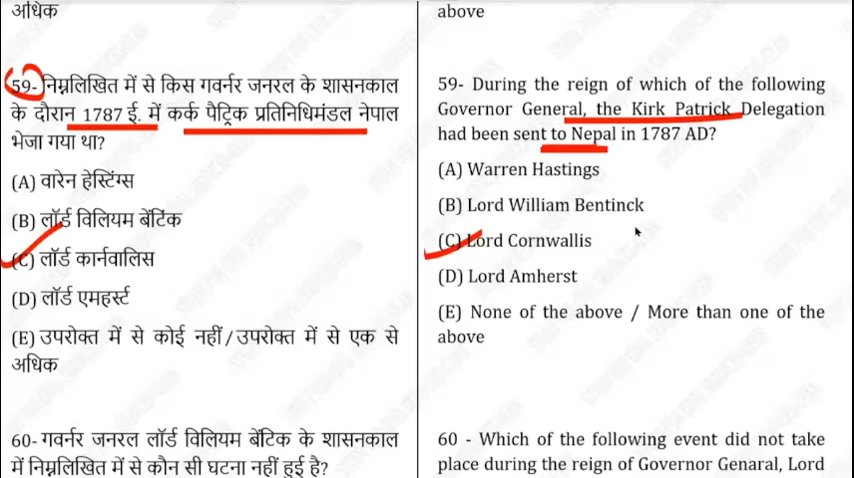 अधिक
59- निम्नलिखित में से किस गवर्नर जनरल के शासनकाल
के दौरान 1787 ई. में कर्क पैट्रिक प्रतिनिधिमंडल नेपाल
भेजा गया था?
(A) वारेन हेस्टिंग्स
(B) लॉर्ड विलियम बेंटिक
(C) लॉर्ड कार्नवालिस
(D) लॉर्ड एमहर्स्ट
(E) उपरोक्त में से कोई नहीं/उपरोक्त में से एक से
अधिक
60- गवर्नर जनरल लॉर्ड विलियम बेंटिक के शासनकाल
में निम्नलिखित में से कौन सी घटना नहीं हुई है?
above
59- During the reign of which of the following
Governor General, the Kirk Patrick Delegation
had been sent to Nepal in 1787 AD?
(A) Warren Hastings
(B) Lord William Bentinck
(C) Lord Cornwallis
(D) Lord Amherst
(E) None of the above / More than one of the
above
60 - Which of the following event did not take
place during the reign of Governor Genaral, Lord